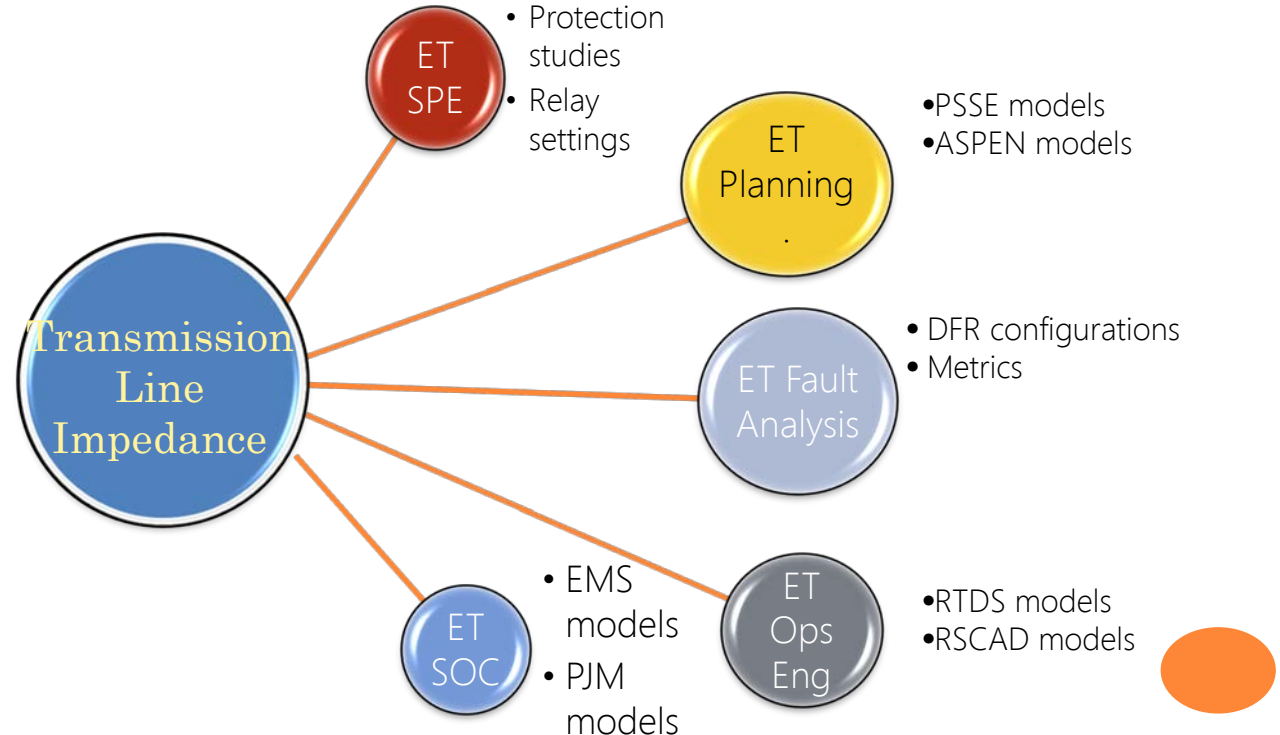 ET
SPE
• Protection
studies
• Relay
settings
ET
Planning
.
•PSSE models
•ASPEN models
Transmission
Line
Impedance
ET Fault
Analysis
• DFR configurations
• Metrics
ET
SOC
• EMS
models
• PJM
models
ET
Ops
Eng
•RTDS models
•RSCAD models